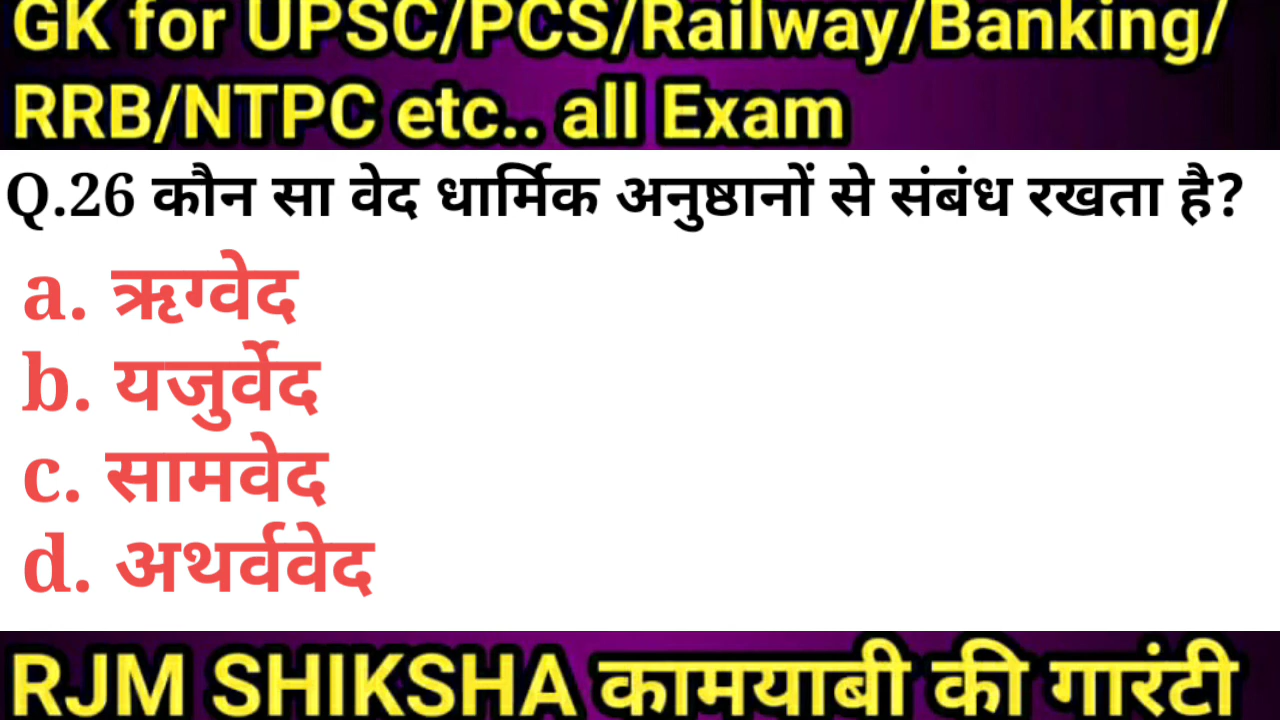 GK for UPSC/PCS/Railway/Banking/
RRB/NTPC etc.. all Exam
Q.26 कौन सा वेद धार्मिक अनुष्ठानों से संबंध रखता है?
a. ऋग्वेद
b. यजुर्वेद
c. सामवेद
d. अथर्ववेद
RJM SHIKSHA कामयाबी की गारंटी